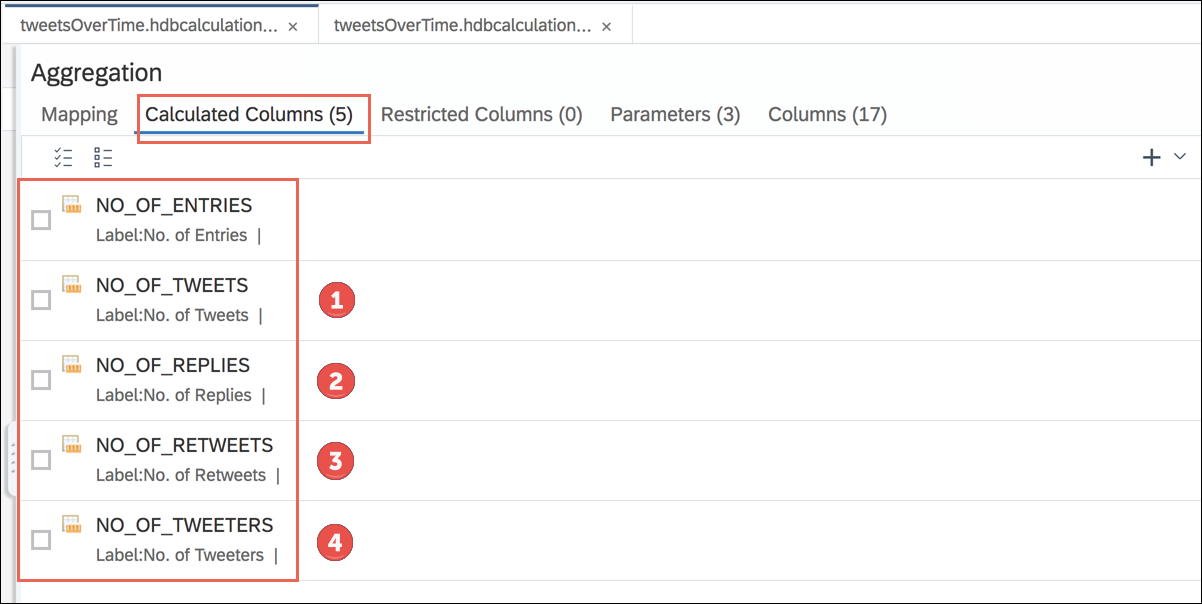 tweetsOverTime.hdbcalculation... × tweetsOverTime.hdbcalculation... ×
Aggregation
Mapping Calculated Columns (5) Restricted Columns (0) Parameters (3) Columns (17)
NO_OF_ENTRIES
Label:No. of Entries |
NO_OF_TWEETS
Label:No. of Tweets |
1
NO_OF_REPLIES
Label:No. of Replies |
2
NO_OF_RETWEETS
Label:No. of Retweets |
3
NO_OF_TWEETERS
Label:No. of Tweeters |
4